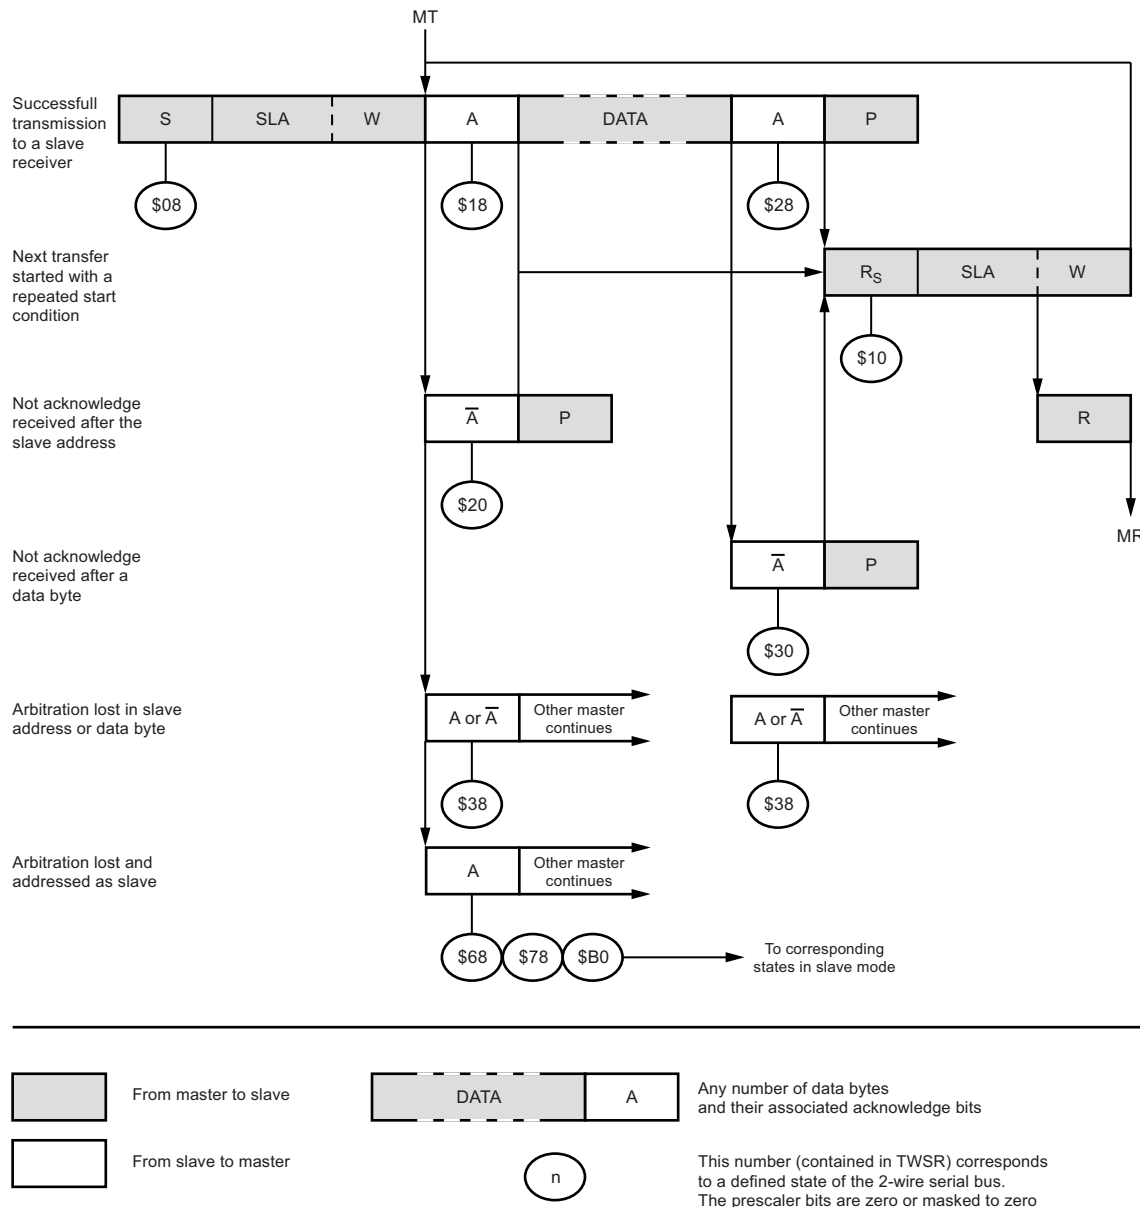 MT
Successfull
transmission
to a slave
receiver
S SLA W A DATA A P
$08 $18 $28
Next transfer
started with a
repeated start
condition
RS SLA W
$10
Not acknowledge
received after the
slave address
A̅ P R
$20
MR
Not acknowledge
received after a
data byte
A̅ P
$30
Arbitration lost in slave
address or data byte
A or A̅ Other master
continues
A or A̅ Other master
continues
$38 $38
Arbitration lost and
addressed as slave
A Other master
continues
$68 $78 $B0
To corresponding
states in slave mode
From master to slave
DATA A
Any number of data bytes
and their associated acknowledge bits
From slave to master
n
This number (contained in TWSR) corresponds
to a defined state of the 2-wire serial bus.
The prescaler bits are zero or masked to zero